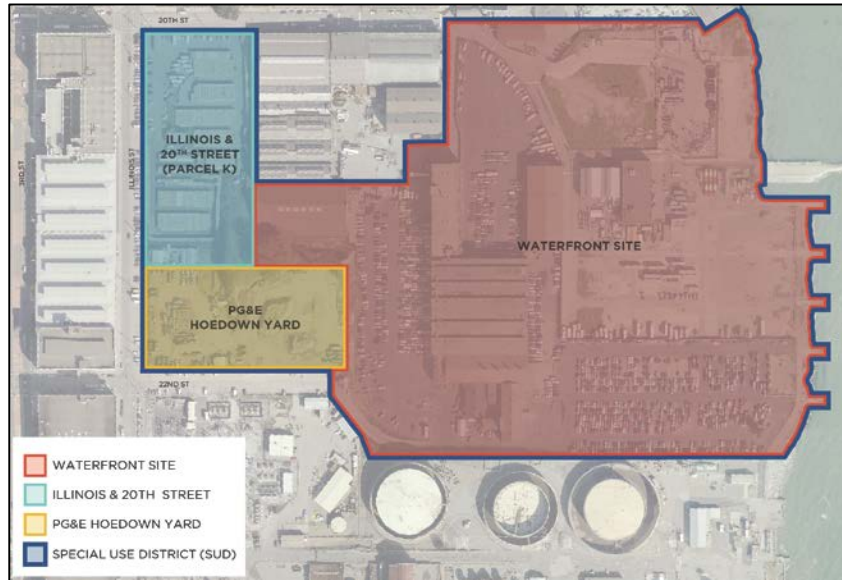 20TH ST
3RD ST
ILLINOIS ST
ILLINOIS &
20TH STREET
(PARCEL K)
WATERFRONT SITE
PG&E
HOEDOWN YARD
22ND ST
WATERFRONT SITE
ILLINOIS & 20TH STREET
PG&E HOEDOWN YARD
SPECIAL USE DISTRICT (SUD)